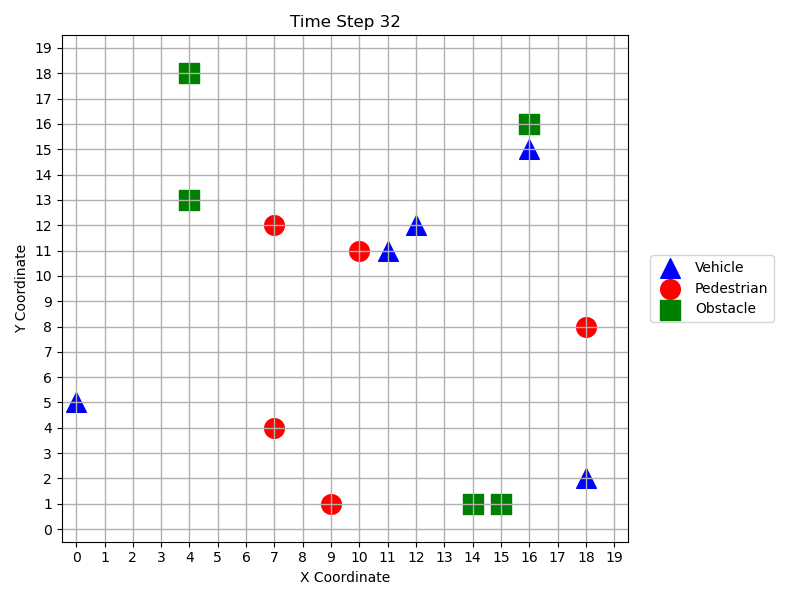 Time Step 32
19
18
17
16
15
14
13
12
11
10
9
8
7
6
5
4
3
2
1
0
Y Coordinate
0 1 2 3 4 5 6 7 8 9 10 11 12 13 14 15 16 17 18 19
X Coordinate
Vehicle
Pedestrian
Obstacle